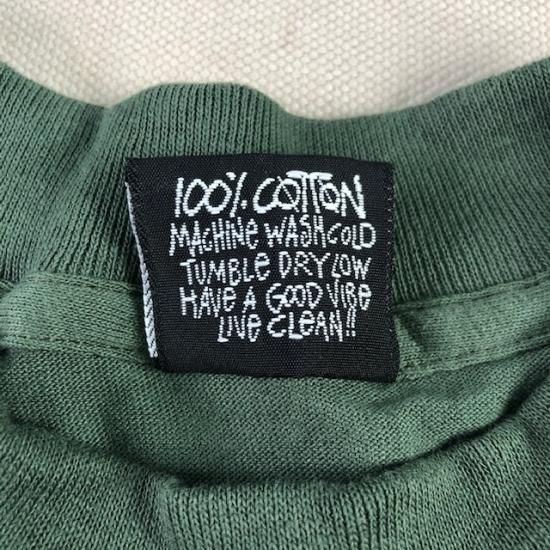 100% COTTON
MACHINE WASH COLD
TUMBLE DRY LOW
HAVE A GOOD VIBE
LIVE CLEAN!!